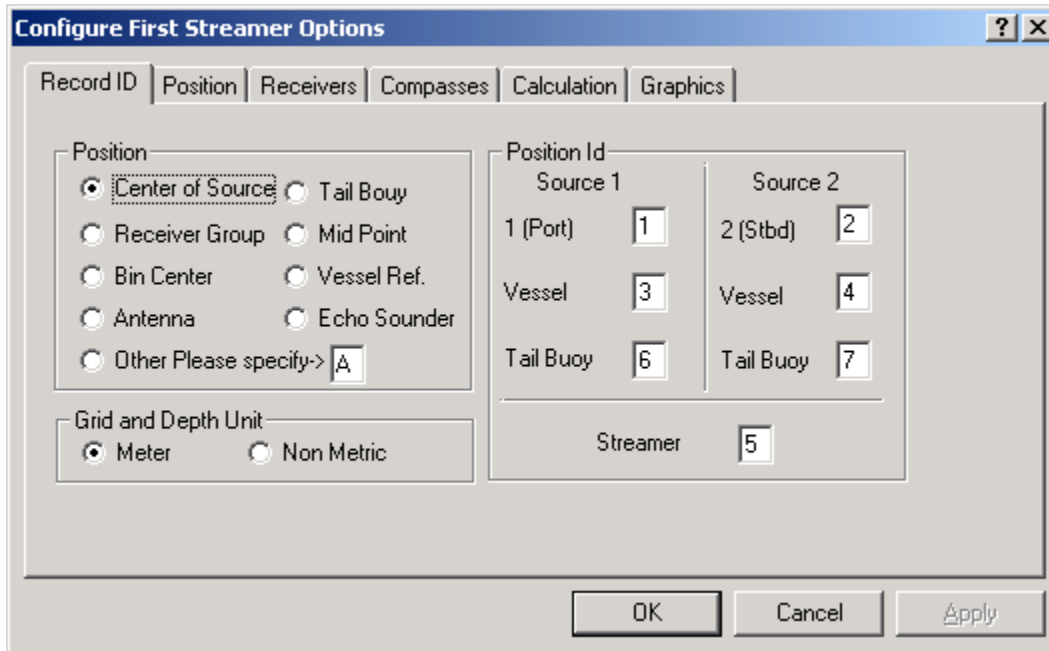 Configure First Streamer Options
Record ID Position Receivers Compasses Calculation Graphics
Position
Center of Source Tail Bouy
Receiver Group Mid Point
Bin Center Vessel Ref.
Antenna Echo Sounder
Other Please specify-> A
Grid and Depth Unit
Meter Non Metric
Position Id
Source 1 Source 2
1 (Port) 1 2 (Stbd) 2
Vessel 3 Vessel 4
Tail Buoy 6 Tail Buoy 7
Streamer 5
OK Cancel Apply